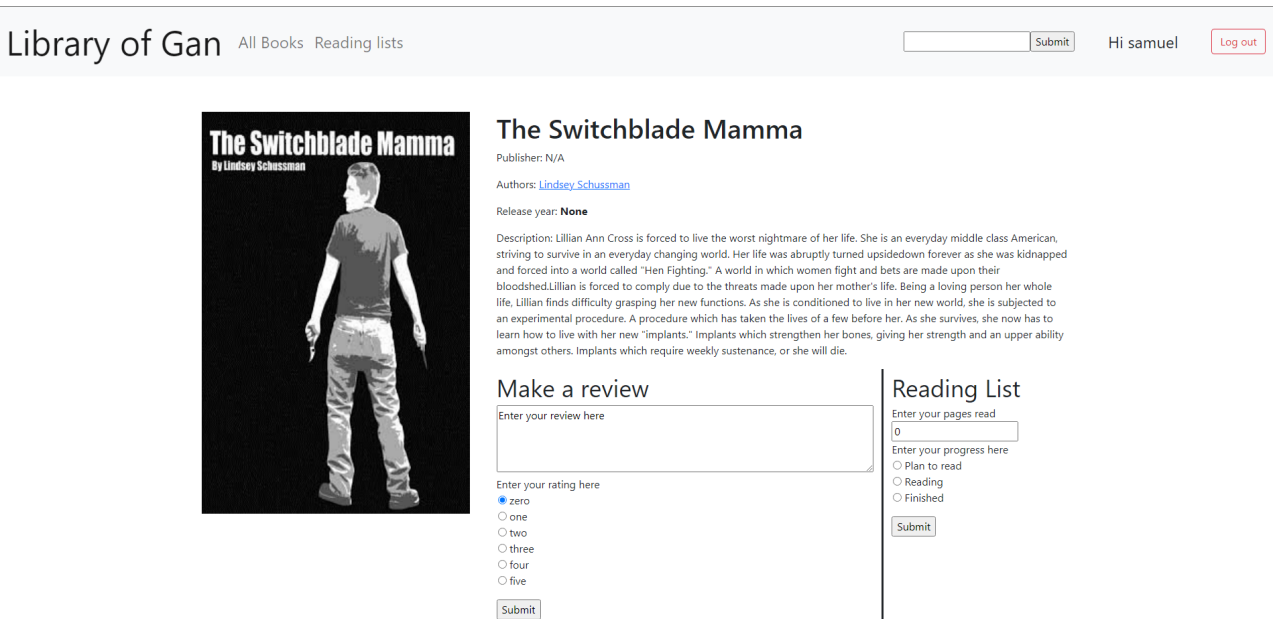 Library of Gan All Books Reading lists Submit Hi samuel Log out
The Switchblade Mamma
By Lindsey Schussman
The Switchblade Mamma
Publisher: N/A
Authors: Lindsey Schussman
Release year: None
Description: Lillian Ann Cross is forced to live the worst nightmare of her life. She is an everyday middle class American,
striving to survive in an everyday changing world. Her life was abruptly turned upsidedown forever as she was kidnapped
and forced into a world called "Hen Fighting." A world in which women fight and bets are made upon their
bloodshed.Lillian is forced to comply due to the threats made upon her mother's life. Being a loving person her whole
life, Lillian finds difficulty grasping her new functions. As she is conditioned to live in her new world, she is subjected to
an experimental procedure. A procedure which has taken the lives of a few before her. As she survives, she now has to
learn how to live with her new "implants." Implants which strengthen her bones, giving her strength and an upper ability
amongst others. Implants which require weekly sustenance, or she will die.
Make a review
Enter your review here
Enter your rating here
zero
one
two
three
four
five
Submit
Reading List
Enter your pages read
0
Enter your progress here
Plan to read
Reading
Finished
Submit